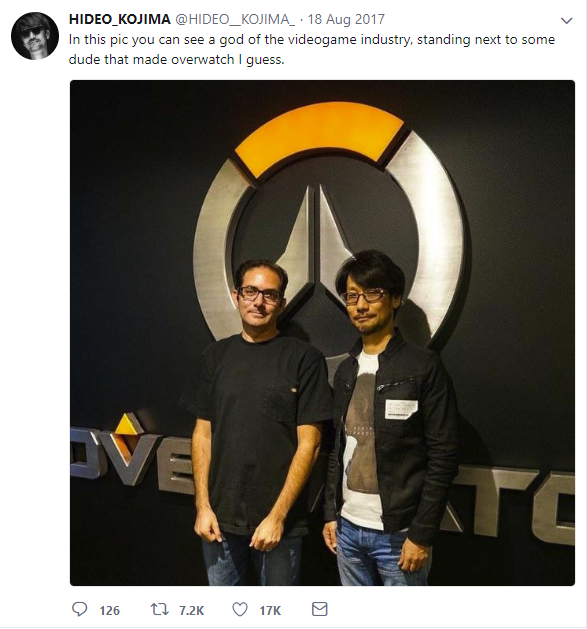 HIDEO_KOJIMA @HIDEO__KOJIMA_ · 18 Aug 2017
In this pic you can see a god of the videogame industry, standing next to some
dude that made overwatch I guess.
OVE ATC
126 7.2K 17K